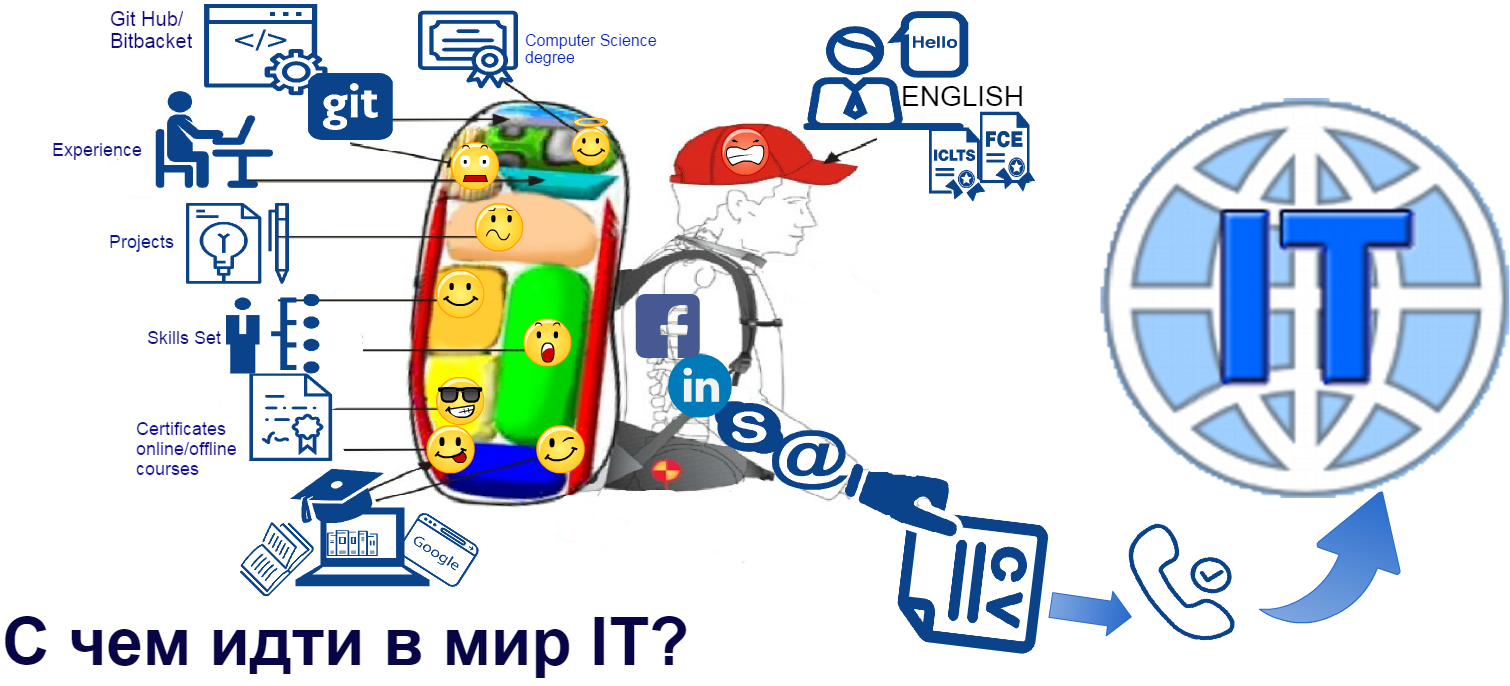 Git Hub/
Bitbacket
</>
git
Computer Science
degree
Hello
ENGLISH
ICLTS
FCE
Experience
Projects
Skills Set
Certificates
online/offline
courses
Google
f
in
S
@
CV
IT
С чем идти в мир IT?